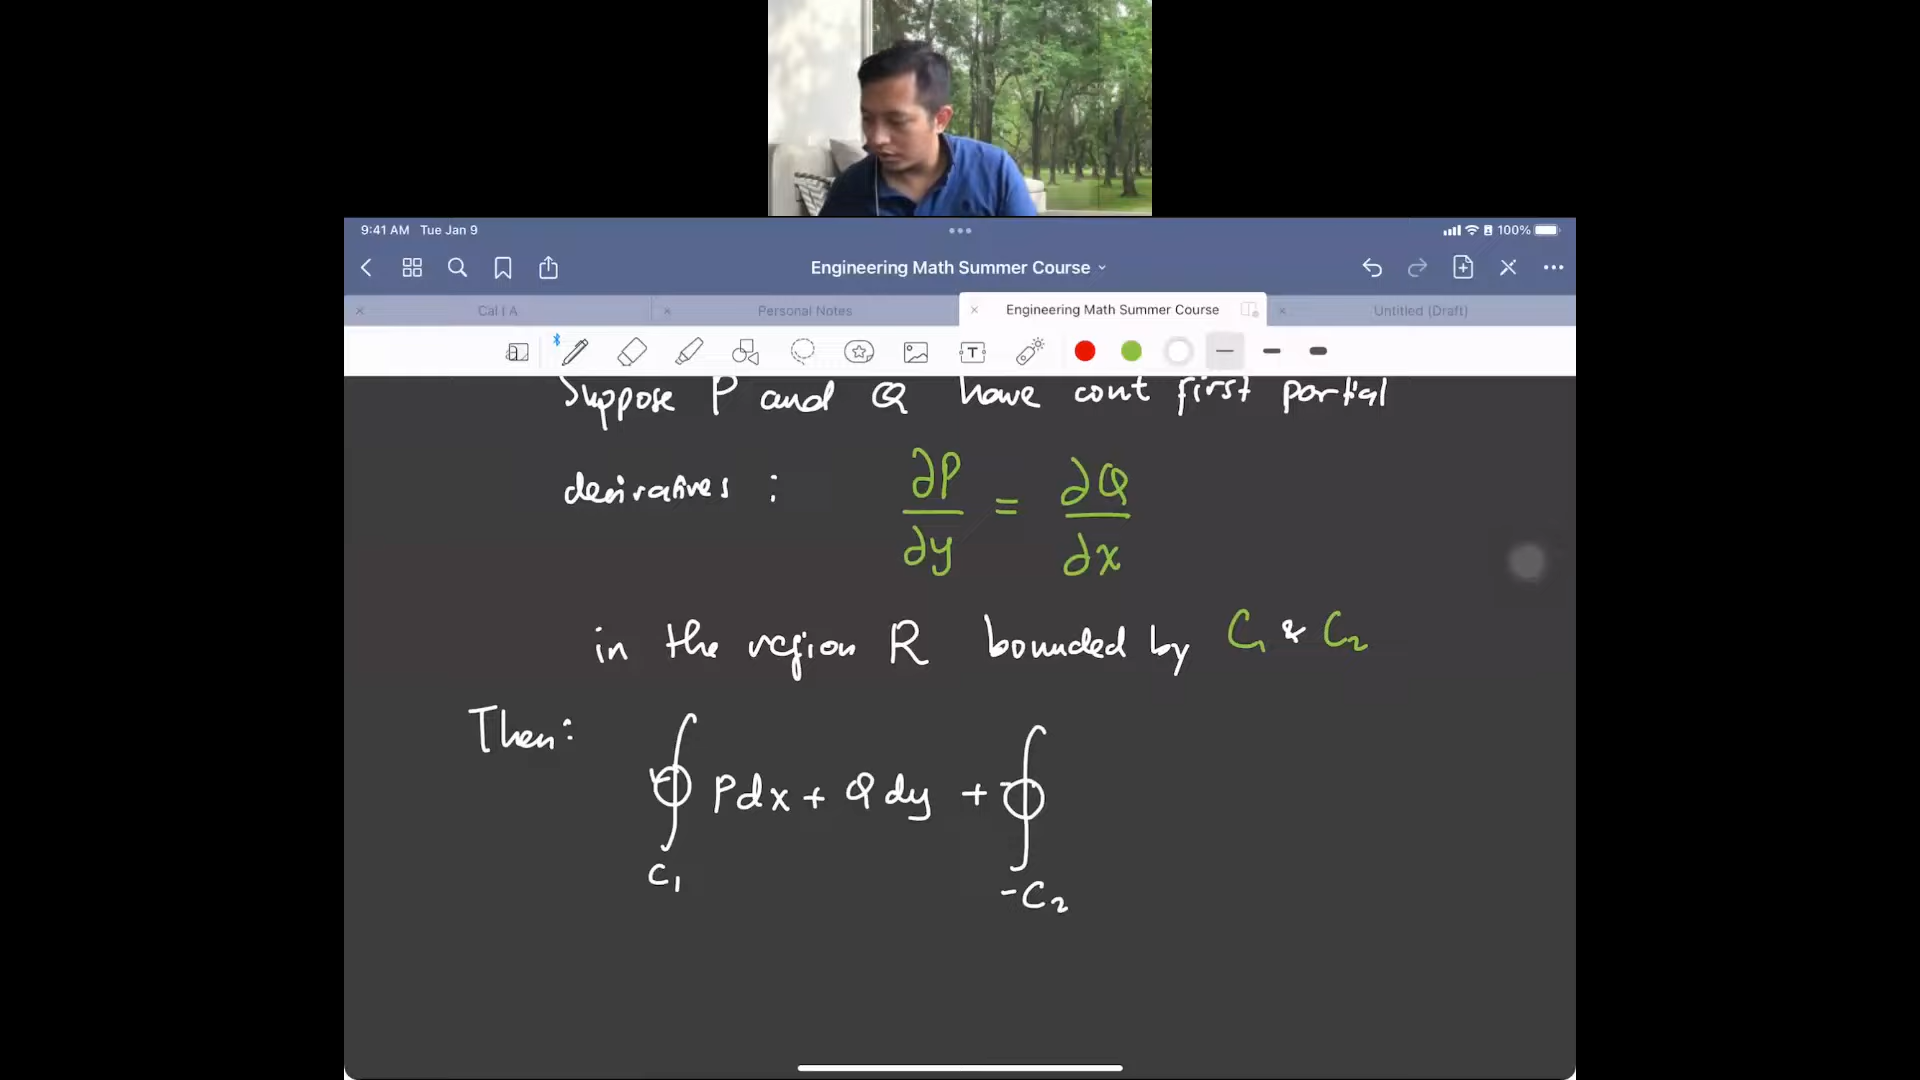 9:41 AM Tue Jan 9
100%
Engineering Math Summer Course
Cal I A
Personal Notes
Engineering Math Summer Course
Untitled (Draft)
Suppose P and Q have cont first partial
derivatives : ∂P/∂y = ∂Q/∂x
in the region R bounded by C₁ & C₂
Then:
∮ Pdx + Qdy + ∮
C₁ -C₂